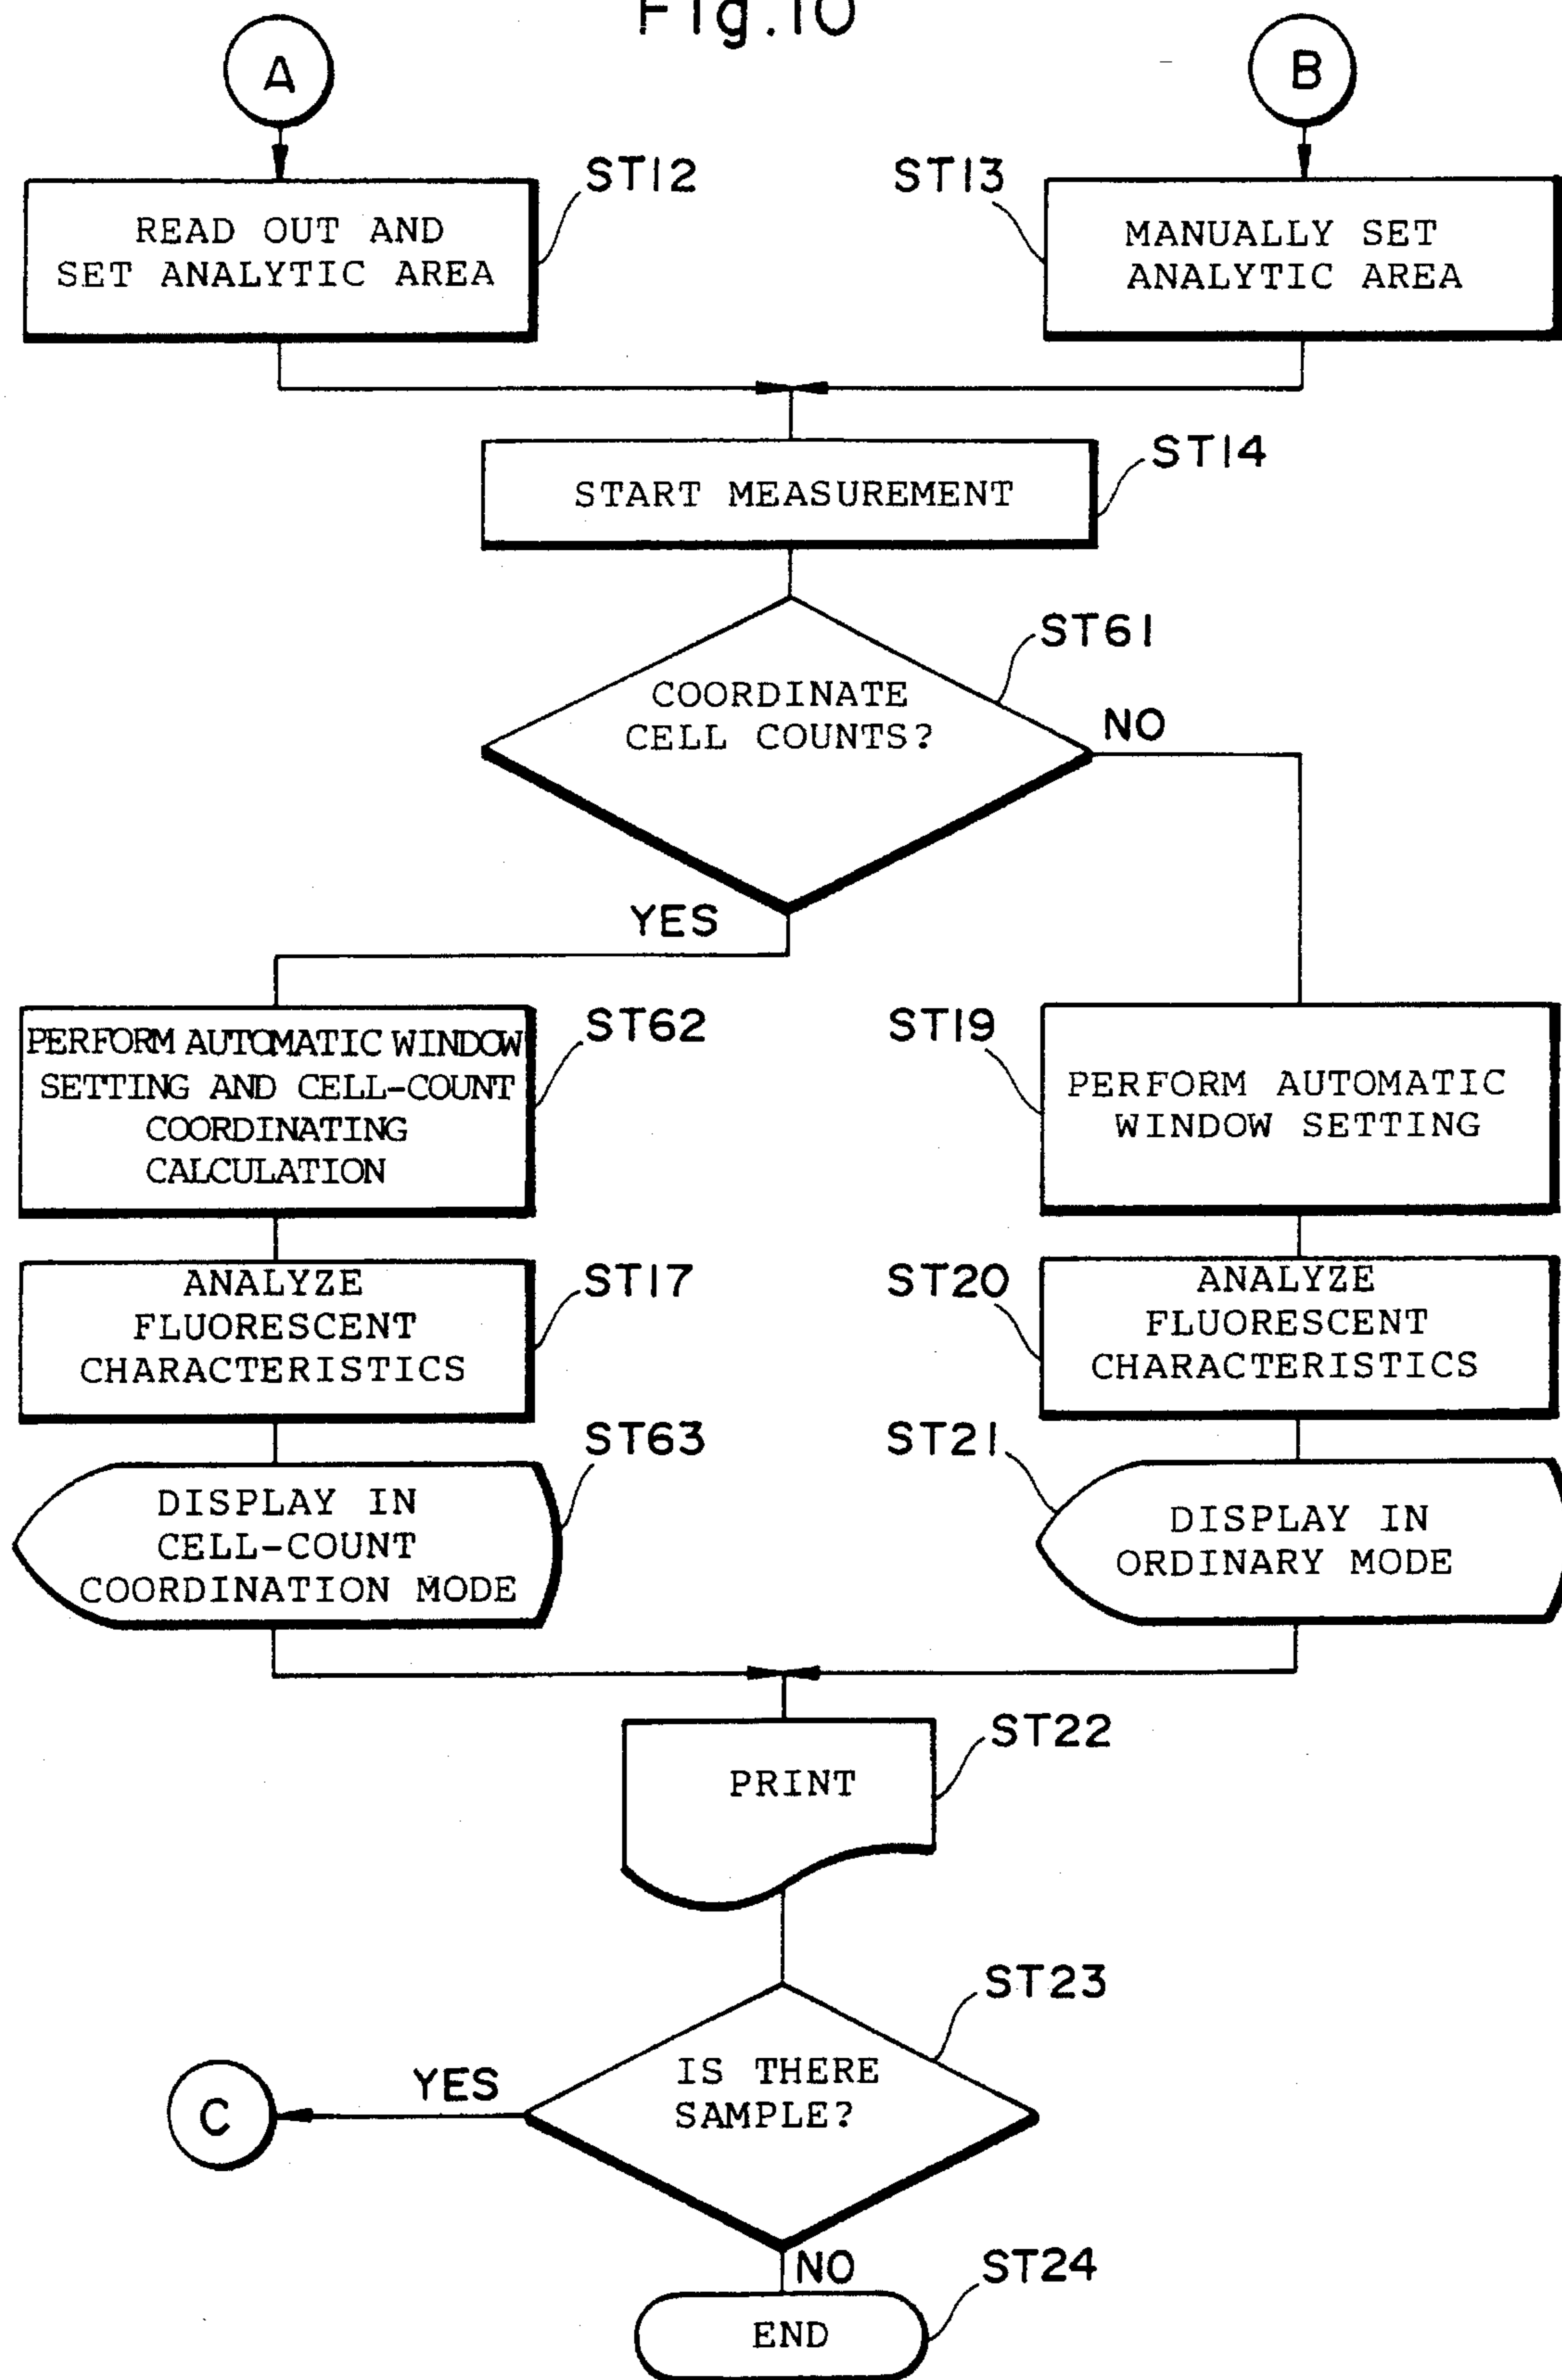 Fig.10
A
B
ST12
ST13
READ OUT AND
SET ANALYTIC AREA
MANUALLY SET
ANALYTIC AREA
ST14
START MEASUREMENT
ST61
COORDINATE
CELL COUNTS?
NO
YES
ST62
ST19
PERFORM AUTOMATIC WINDOW
SETTING AND CELL-COUNT
COORDINATING
CALCULATION
PERFORM AUTOMATIC
WINDOW SETTING
ST17
ST20
ANALYZE
FLUORESCENT
CHARACTERISTICS
ANALYZE
FLUORESCENT
CHARACTERISTICS
ST63
ST21
DISPLAY IN
CELL-COUNT
COORDINATION MODE
DISPLAY IN
ORDINARY MODE
ST22
PRINT
ST23
IS THERE
SAMPLE?
YES
C
NO
ST24
END